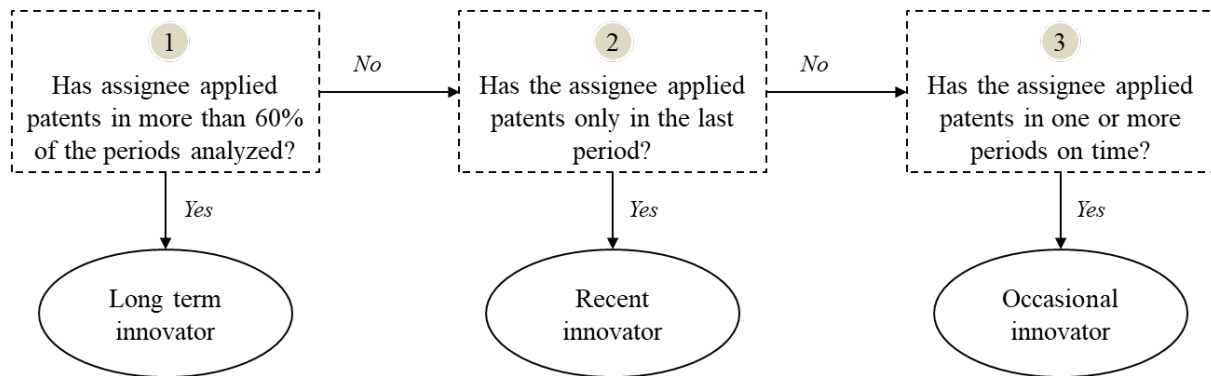 1
Has assignee applied
patents in more than 60%
of the periods analyzed?
No
2
Has the assignee applied
patents only in the last
period?
No
3
Has the assignee applied
patents in one or more
periods on time?
Yes
Yes
Yes
Long term
innovator
Recent
innovator
Occasional
innovator